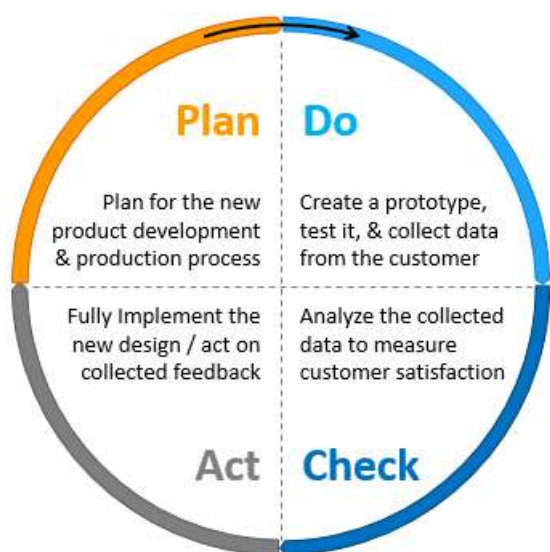 Plan
Plan for the new
product development
& production process
Do
Create a prototype,
test it, & collect data
from the customer
Fully Implement the
new design / act on
collected feedback
Act
Analyze the collected
data to measure
customer satisfaction
Check